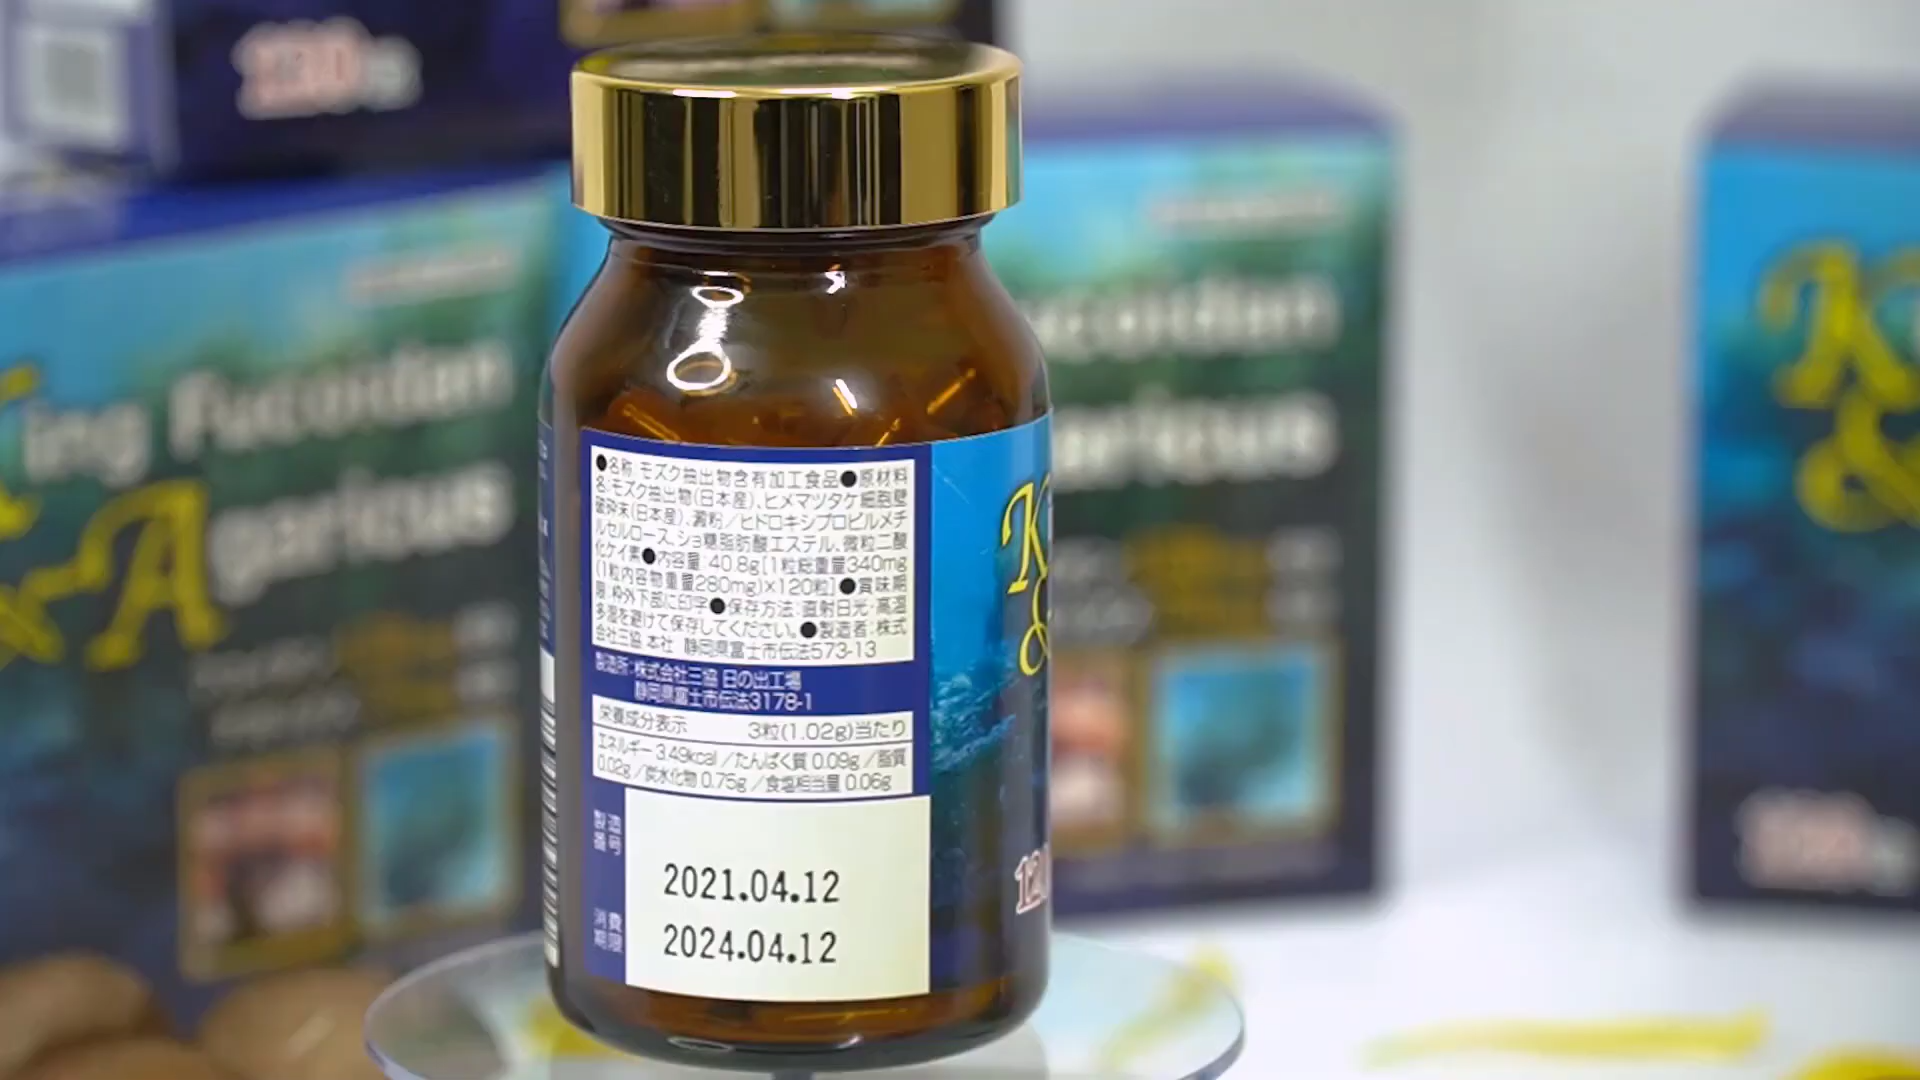 ●名称:モズク抽出物含有加工食品●原材料
名:モズク抽出物(日本産)、ヒメマツタケ細胞壁
破砕末(日本産)、澱粉/ヒドロキシプロピルメチ
ルセルロース、ショ糖脂肪酸エステル、微粒二酸
化ケイ素●内容量:40.8g[1粒総重量340mg
(1粒内容物重量280mg)×120粒]●賞味期
限:枠外下部に印字●保存方法:直射日光・高温
多湿を避けて保存してください。●製造者:株式
会社三協 本社 静岡県富士市伝法573-13
製造所:株式会社三協 日の出工場
静岡県富士市伝法3178-1
栄養成分表示 3粒(1.02g)当たり
エネルギー 3.49kcal/たんぱく質 0.09g/脂質
0.02g/炭水化物 0.75g/食塩相当量 0.06g
製造
番号
2021.04.12
消費
期限
2024.04.12
K
&
12
King Fucoidan
& Agaricus
ucoidan
aricus
K
&
120